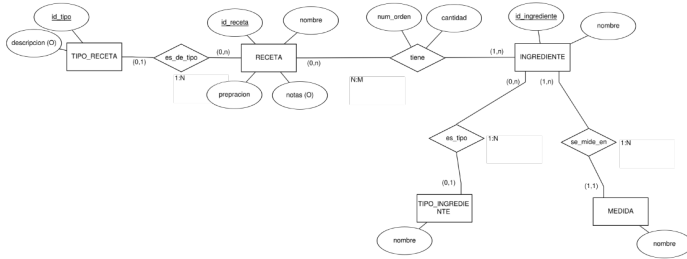 id_tipo
descripcion (O)
TIPO_RECETA
(0,1)
es_de_tipo
1:N
(0,n)
id_receta
nombre
RECETA
prepracion
notas (O)
(0,n)
num_orden
cantidad
tiene
N:M
(1,n)
id_ingrediente
nombre
INGREDIENTE
(0,n)
(1,n)
es_tipo
1:N
se_mide_en
1:N
(0,1)
(1,1)
TIPO_INGREDIE
NTE
MEDIDA
nombre
nombre